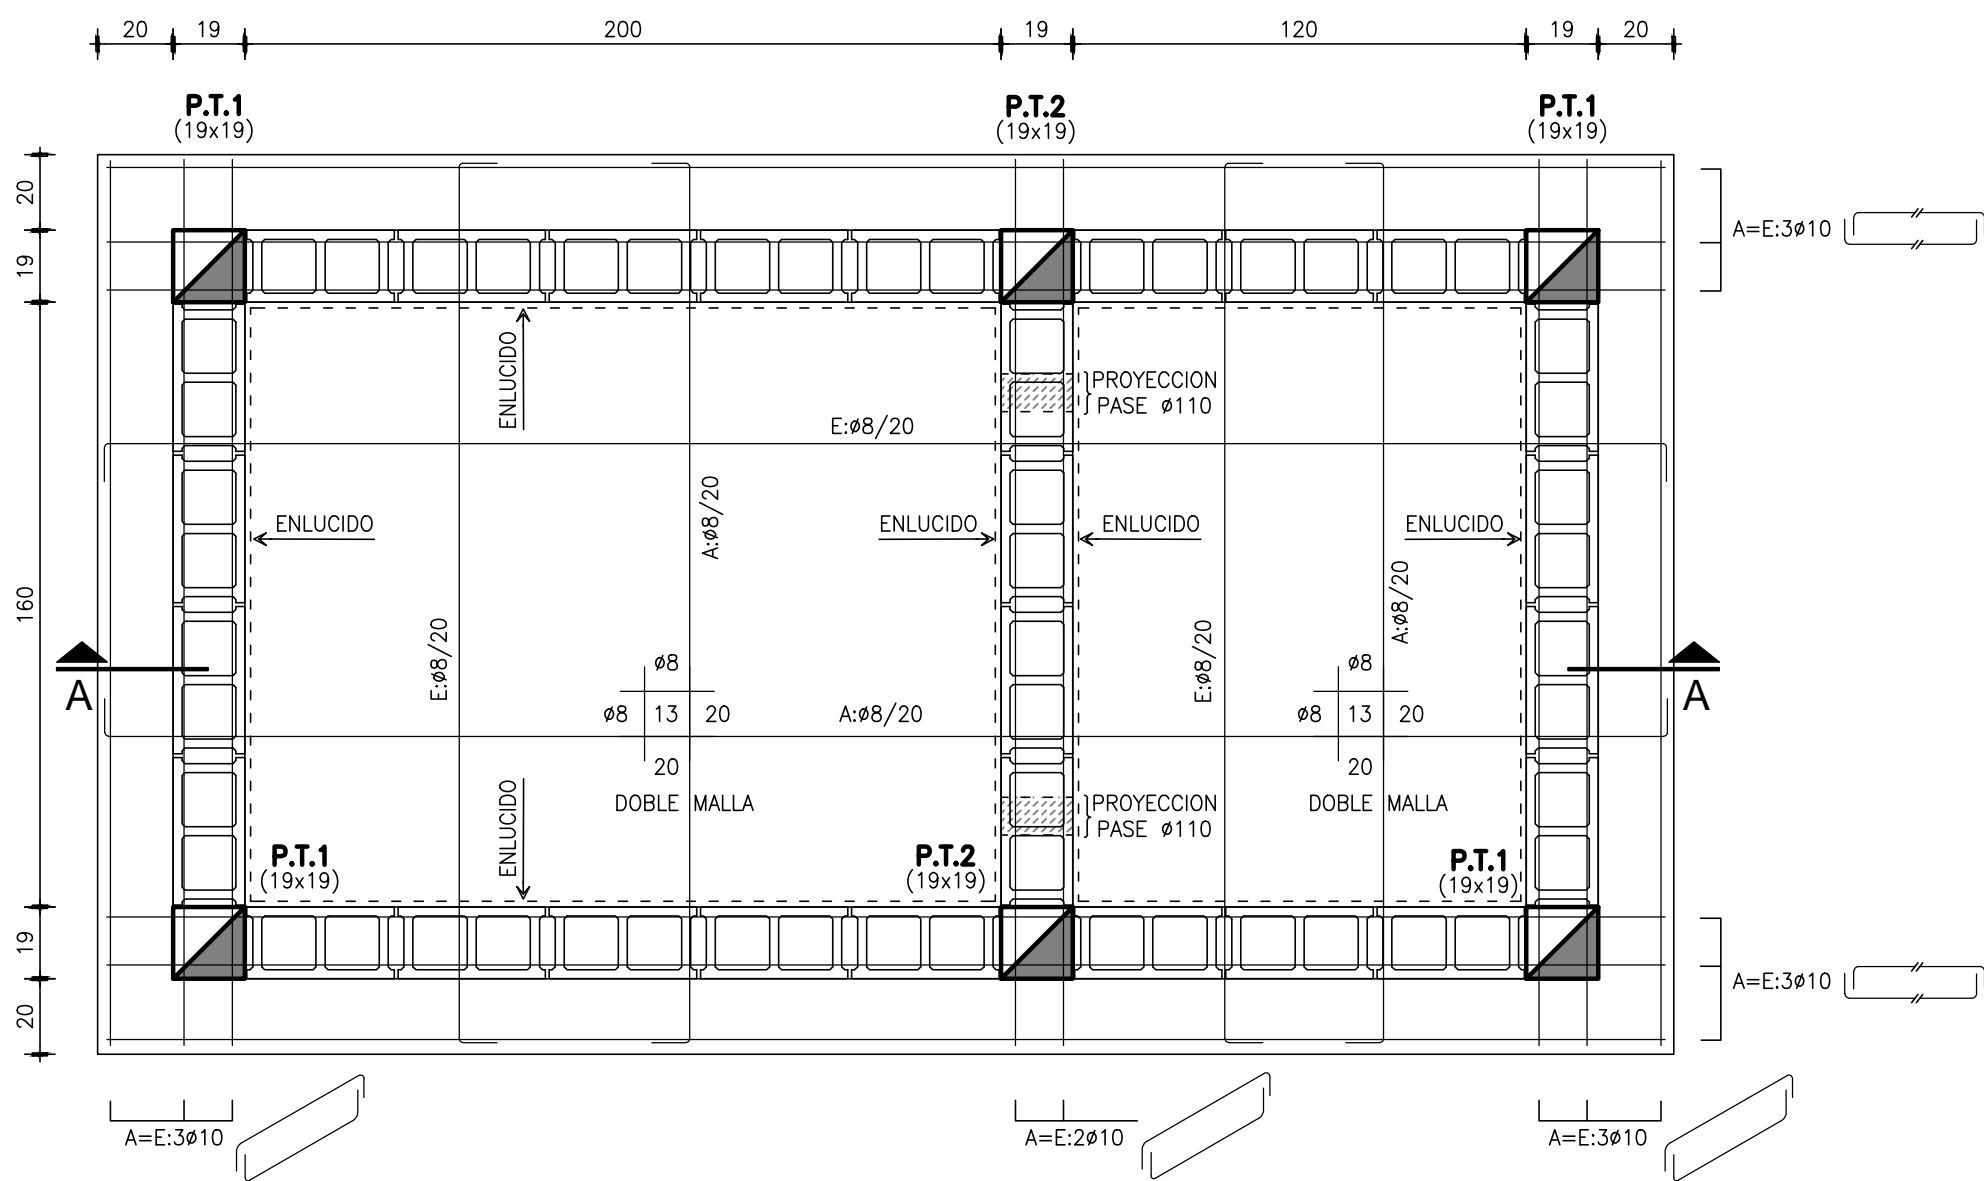 20 19 200 19 120 19 20
P.T.1
(19x19)
P.T.2
(19x19)
P.T.1
(19x19)
20
19
160
19
20
A=E:3ø10
ENLUCIDO
PROYECCION
PASE ø110
E:ø8/20
A:ø8/20
ENLUCIDO
ENLUCIDO
ENLUCIDO
ENLUCIDO
A:ø8/20
E:ø8/20
E:ø8/20
A
A
ø8
ø8 13 20
20
A:ø8/20
ø8
ø8 13 20
20
DOBLE MALLA
DOBLE MALLA
ENLUCIDO
PROYECCION
PASE ø110
P.T.1
(19x19)
P.T.2
(19x19)
P.T.1
(19x19)
A=E:3ø10
A=E:3ø10
A=E:2ø10
A=E:3ø10